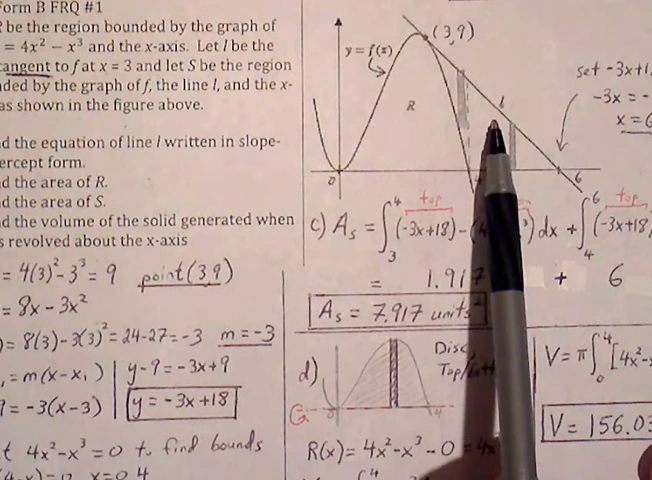 Form B FRQ #1
be the region bounded by the graph of
= 4x² − x³ and the x-axis. Let l be the
tangent to f at x = 3 and let S be the region
ded by the graph of f, the line l, and the x-
as shown in the figure above.
d the equation of line l written in slope-
ercept form.
d the area of R.
d the area of S.
d the volume of the solid generated when
s revolved about the x-axis
= 4(3)² - 3³ = 9 point (3,9)
= 8x - 3x²
) = 8(3) - 3(3)² = 24 - 27 = -3 m = -3
₁ = m(x - x₁)
9 = -3(x - 3)
y - 9 = -3x + 9
y = -3x + 18
4x² - x³ = 0 to find bounds
x = 0 4
(3,9)
y = f(x)
R
l
0
6
set -3x+1
-3x = -
x = 6
top
top
c) As = ∫₃⁴ (-3x+18) - (4 ³) dx + ∫₄⁶ (-3x+18)
= 1.917 + 6
As = 7.917 units²
d)
0
4
Disc
Top/
R(x) = 4x² - x³ - 0 = 4x
V = π∫₀⁴ [4x² -
V = 156.03